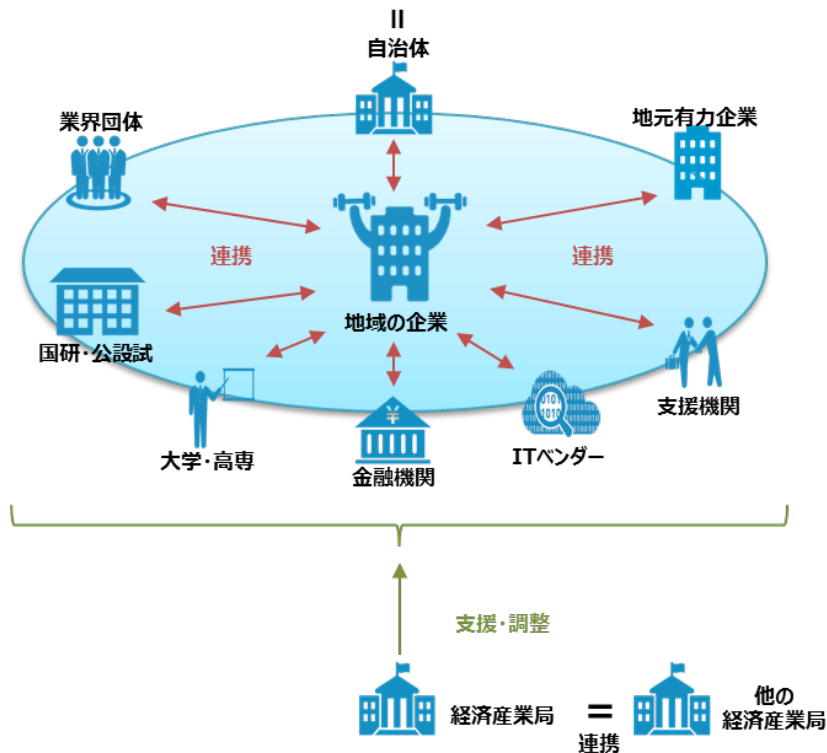 =
自治体
業界団体
地元有力企業
連携
連携
地域の企業
国研・公設試
支援機関
大学・高専
金融機関
ITベンダー
支援・調整
経済産業局
=
連携
他の
経済産業局